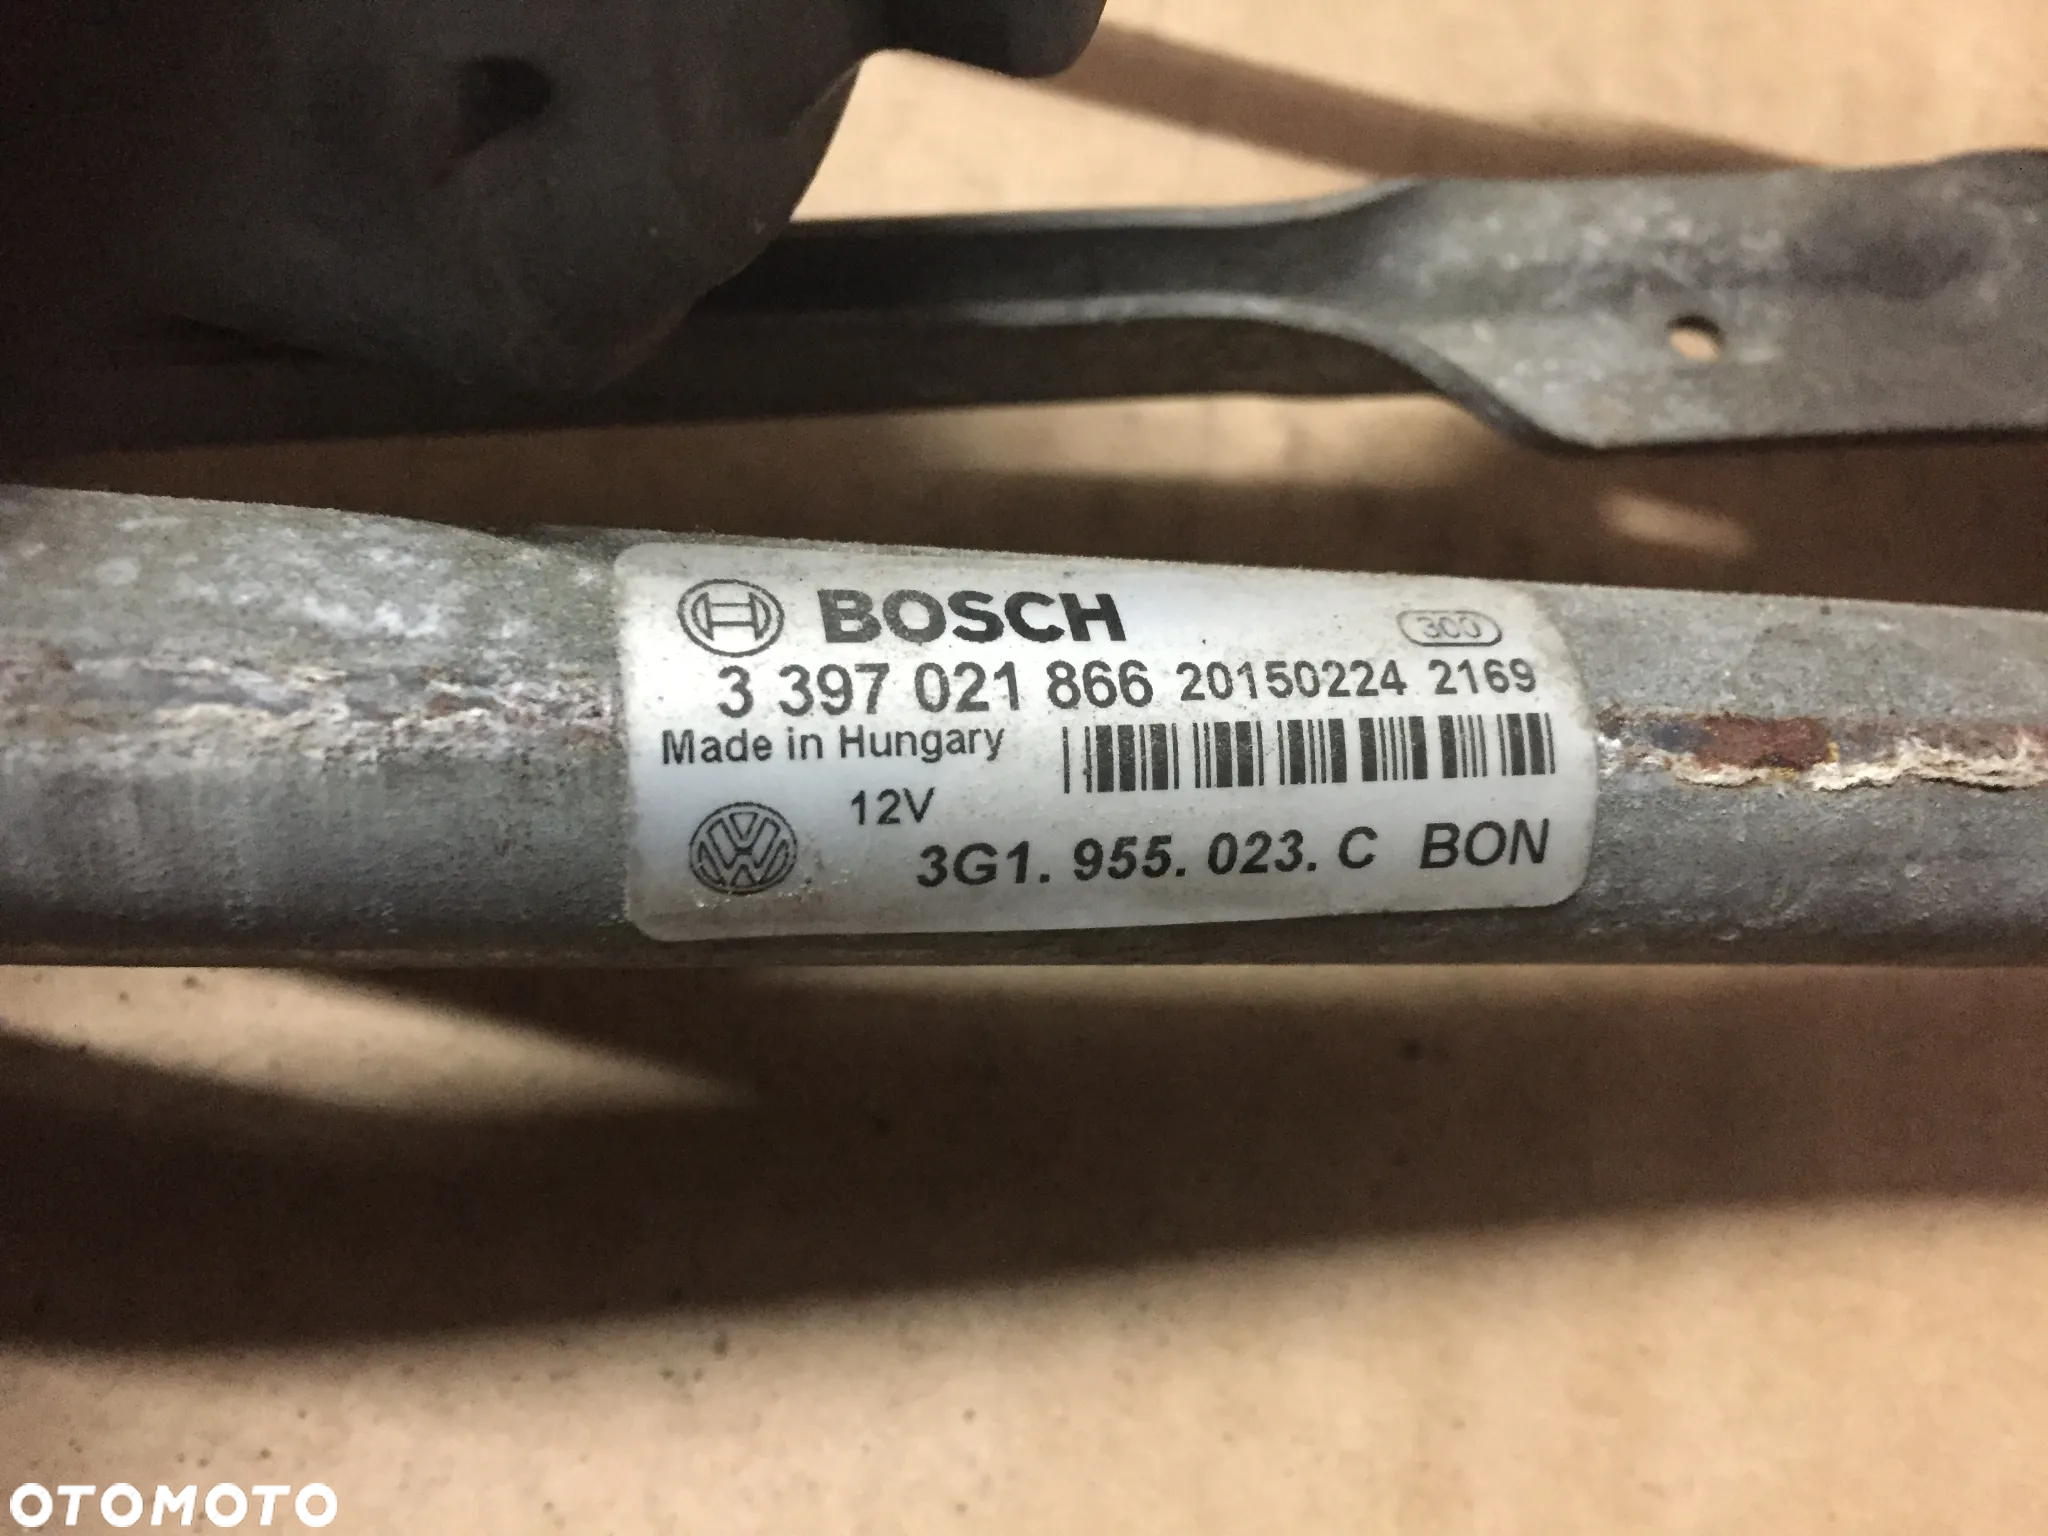 BOSCH
300
3 397 021 866 20150224 2169
Made in Hungary
12V
3G1. 955. 023. C BON
OTOMOTO